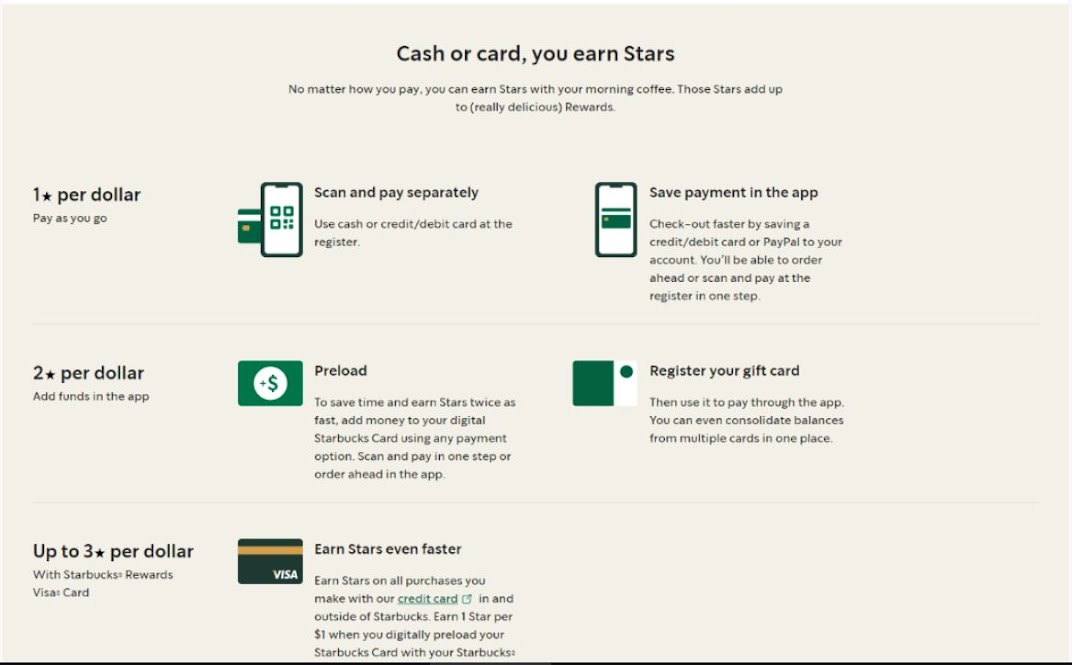 Cash or card, you earn Stars
No matter how you pay, you can earn Stars with your morning coffee. Those Stars add up
to (really delicious) Rewards.
1★ per dollar
Pay as you go
Scan and pay separately
Use cash or credit/debit card at the
register.
Save payment in the app
Check-out faster by saving a
credit/debit card or PayPal to your
account. You'll be able to order
ahead or scan and pay at the
register in one step.
2★ per dollar
Add funds in the app
+$
Preload
To save time and earn Stars twice as
fast, add money to your digital
Starbucks Card using any payment
option. Scan and pay in one step or
order ahead in the app.
Register your gift card
Then use it to pay through the app.
You can even consolidate balances
from multiple cards in one place.
Up to 3★ per dollar
With Starbucks® Rewards
Visa® Card
VISA
Earn Stars even faster
Earn Stars on all purchases you
make with our credit card in and
outside of Starbucks. Earn 1 Star per
$1 when you digitally preload your
Starbucks Card with your Starbucks®